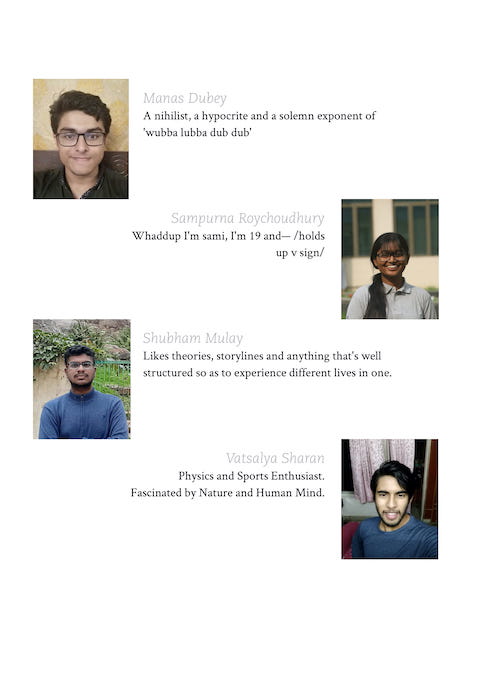 Manas Dubey
A nihilist, a hypocrite and a solemn exponent of
'wubba lubba dub dub'
Sampurna Roychoudhury
Whaddup I'm sami, I'm 19 and— /holds
up v sign/
Shubham Mulay
Likes theories, storylines and anything that's well
structured so as to experience different lives in one.
Vatsalya Sharan
Physics and Sports Enthusiast.
Fascinated by Nature and Human Mind.